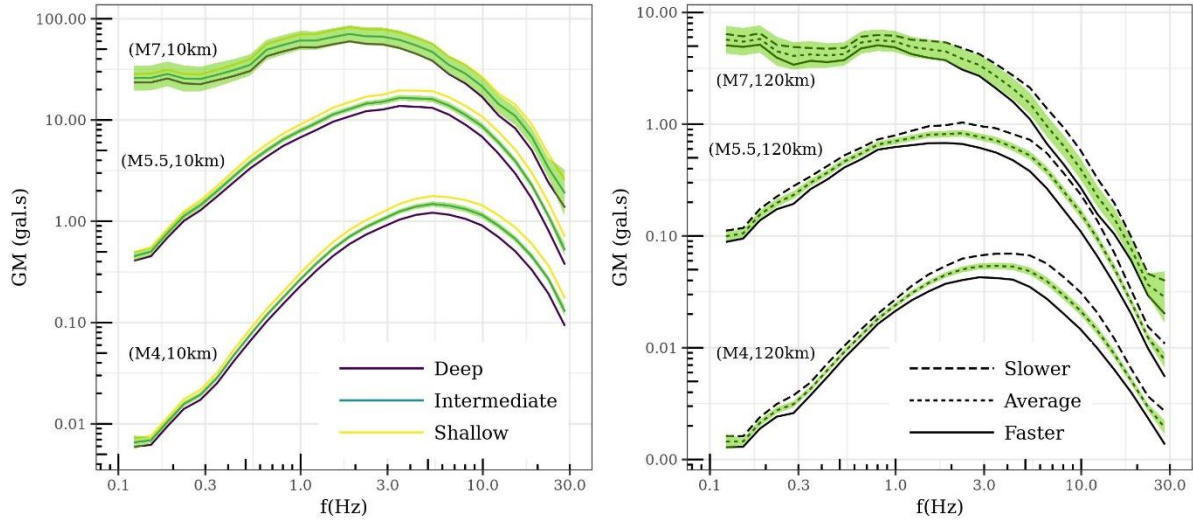 100.00
10.00
1.00
0.10
0.01
GM (gal.s)
(M7,10km)
(M5.5,10km)
(M4,10km)
Deep
Intermediate
Shallow
0.1
0.3
1.0
3.0
10.0
30.0
f(Hz)
10.00
1.00
0.10
0.01
0.00
GM (gal.s)
(M7,120km)
(M5.5,120km)
(M4,120km)
Slower
Average
Faster
0.1
0.3
1.0
3.0
10.0
30.0
f(Hz)